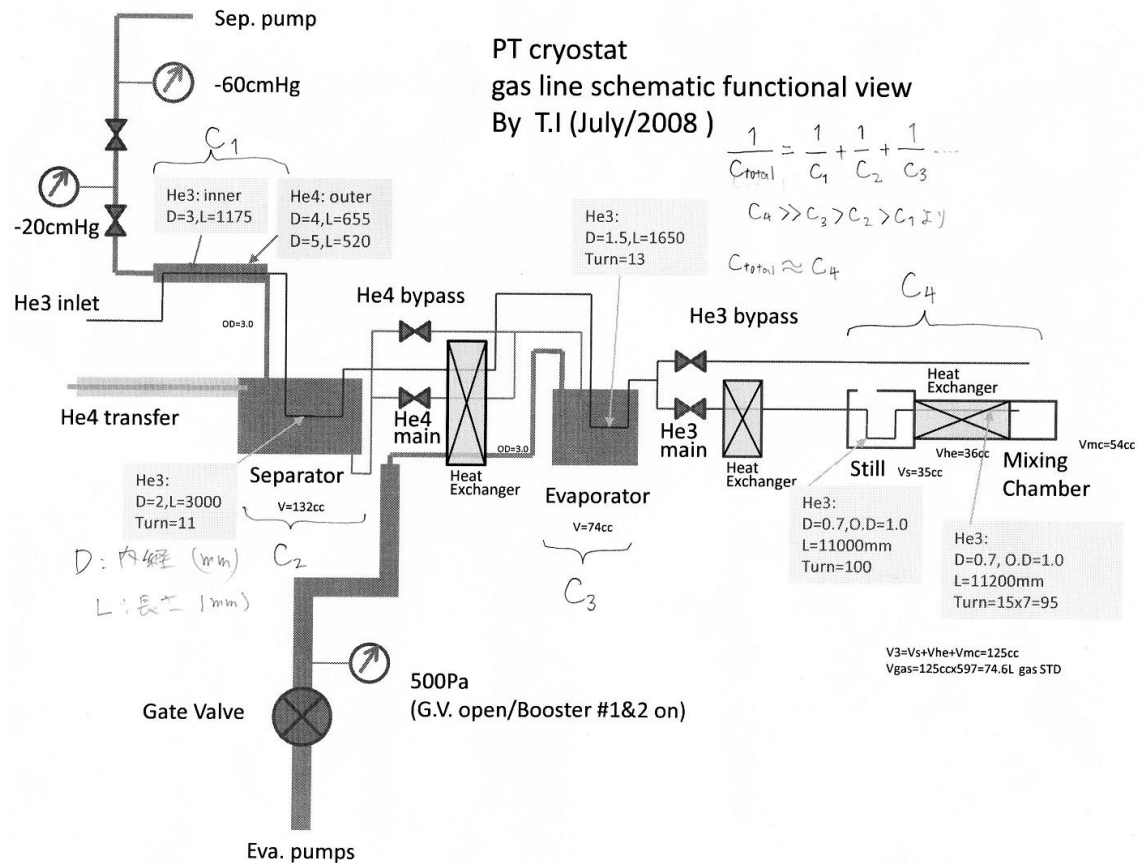 Sep. pump
-60cmHg
PT cryostat
gas line schematic functional view
By T.I (July/2008 )
1/Ctotal = 1/C1 + 1/C2 + 1/C3 ....
C4 >> C3 > C2 > C1 より
Ctotal ≈ C4
C1
He3: inner
D=3,L=1175
He4: outer
D=4,L=655
D=5,L=520
-20cmHg
He3:
D=1.5,L=1650
Turn=13
He3 inlet
OD=3.0
He4 bypass
He3 bypass
C4
He4 transfer
He4
main
OD=3.0
He3
main
Heat
Exchanger
Separator
V=132cc
Heat
Exchanger
Evaporator
V=74cc
Heat
Exchanger
Still
Vs=35cc
Vhe=36cc
Mixing
Chamber
Vmc=54cc
He3:
D=2,L=3000
Turn=11
C2
C3
D: 内経 (mm)
L: 長さ (mm)
He3:
D=0.7,O.D=1.0
L=11000mm
Turn=100
He3:
D=0.7, O.D=1.0
L=11200mm
Turn=15x7=95
V3=Vs+Vhe+Vmc=125cc
Vgas=125ccx597=74.6L gas STD
500Pa
(G.V. open/Booster #1&2 on)
Gate Valve
Eva. pumps